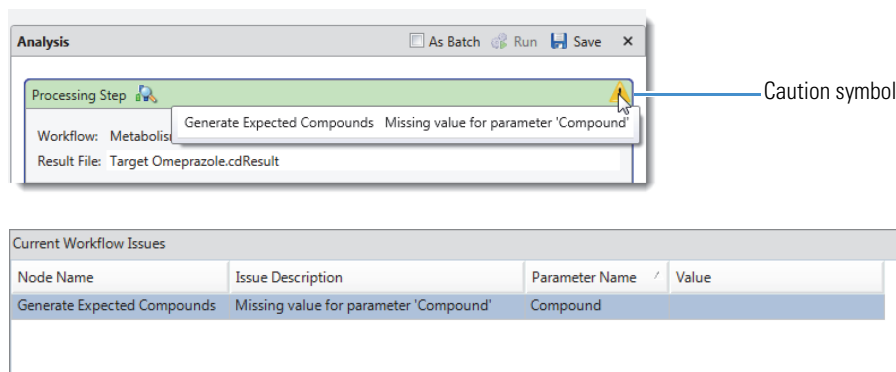 Analysis As Batch Run Save ×
Processing Step
Caution symbol
Generate Expected Compounds Missing value for parameter 'Compound'
Workflow:
Result File: Target Omeprazole.cdResult
Current Workflow Issues
Node Name Issue Description Parameter Name Value
Generate Expected Compounds Missing value for parameter 'Compound' Compound